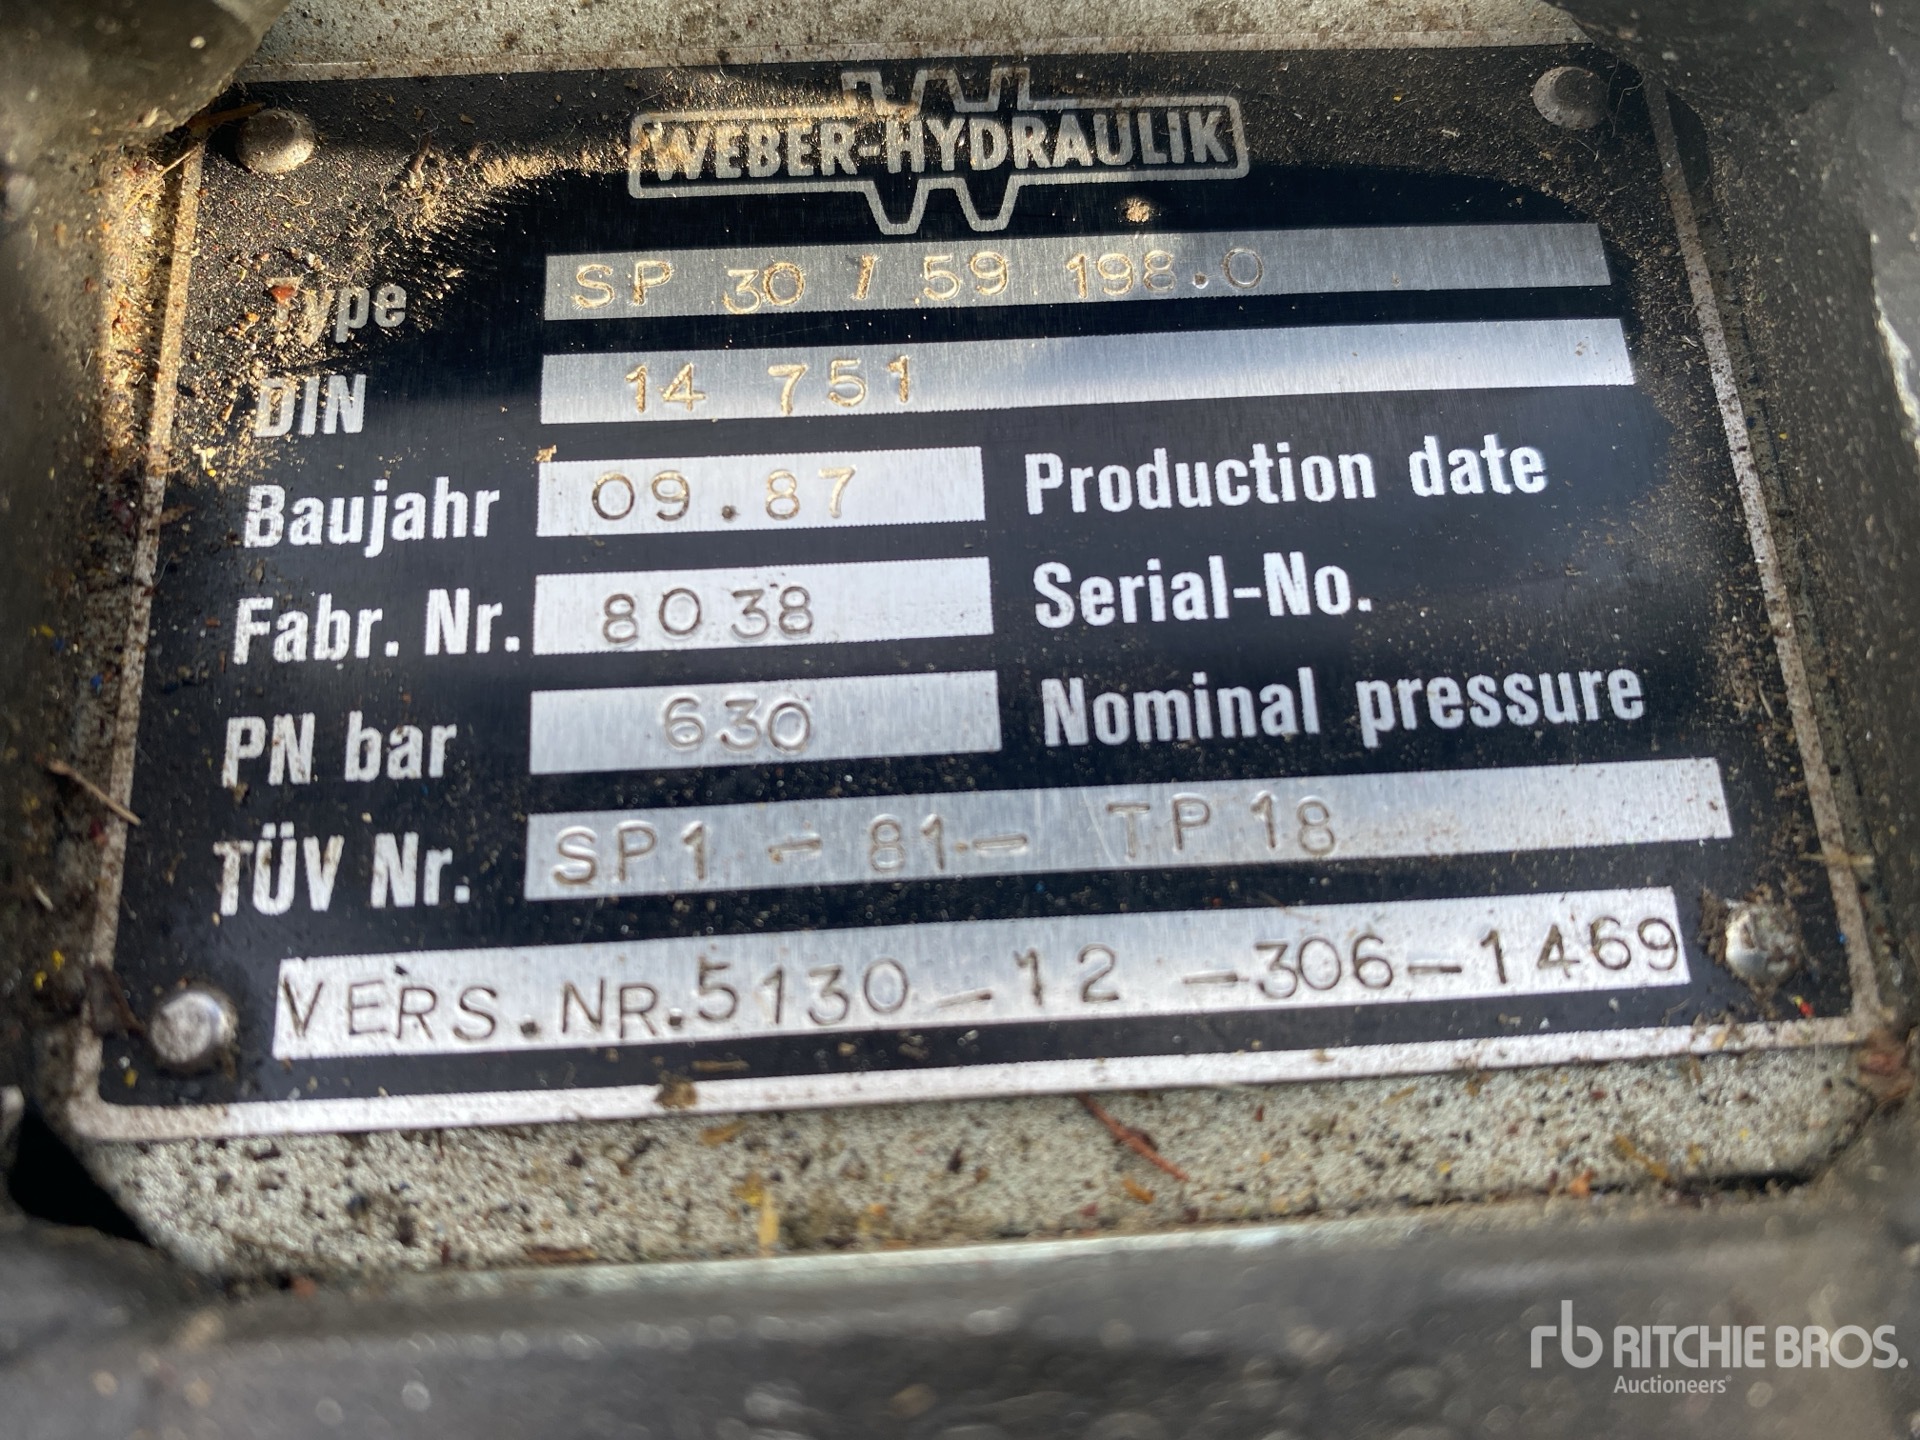 WEBER-HYDRAULIK
Type SP 30 / 59 198.0
DIN 14 751
Baujahr 09.87 Production date
Fabr. Nr. 8038 Serial-No.
PN bar 630 Nominal pressure
TÜV Nr. SP1 - 81 - TP 18
VERS.NR.5130-12-306-1469
rb RITCHIE BROS.
Auctioneers